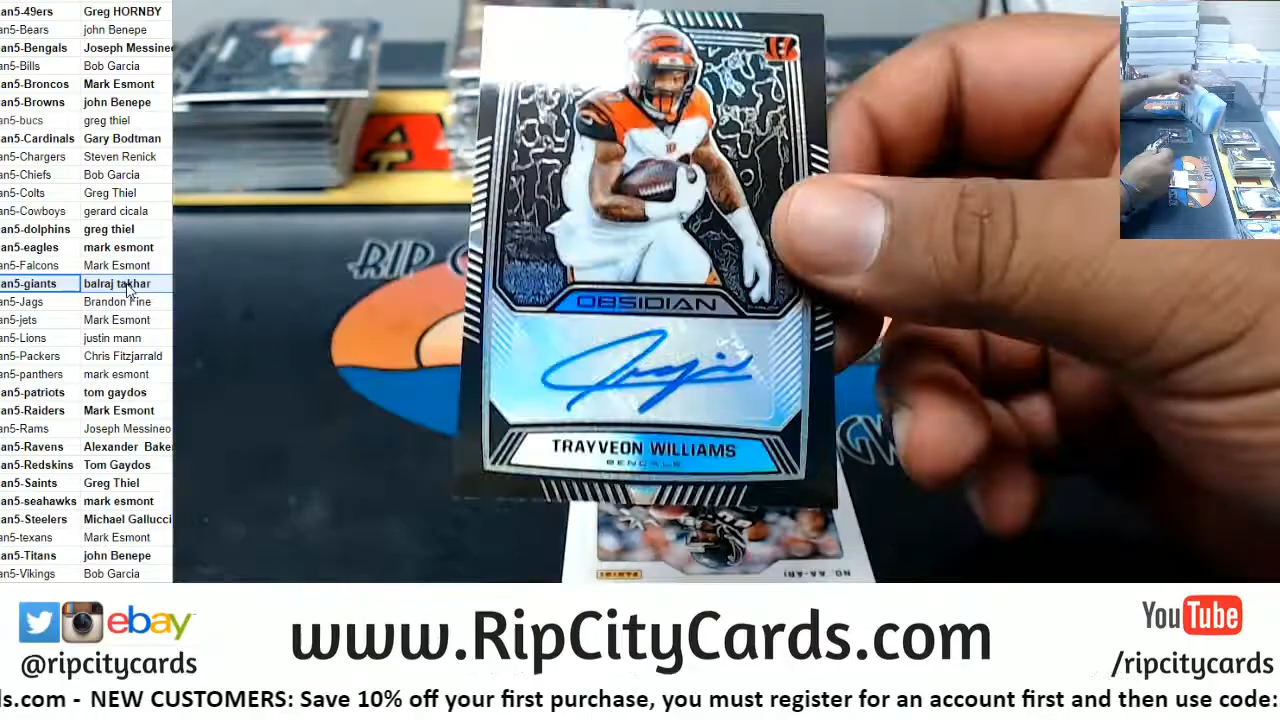 an5-49ers Greg HORNBY
an5-Bears john Benepe
an5-Bengals Joseph Messineo
an5-Bills Bob Garcia
an5-Broncos Mark Esmont
an5-Browns john Benepe
an5-bucs greg thiel
an5-Cardinals Gary Bodtman
an5-Chargers Steven Renick
an5-Chiefs Bob Garcia
an5-Colts Greg Thiel
an5-Cowboys gerard cicala
an5-dolphins greg thiel
an5-eagles mark esmont
an5-Falcons Mark Esmont
an5-giants balraj takhar
an5-Jags Brandon Fine
an5-jets Mark Esmont
an5-Lions justin mann
an5-Packers Chris Fitzjarrald
an5-panthers mark esmont
an5-patriots tom gaydos
an5-Raiders Mark Esmont
an5-Rams Joseph Messineo
an5-Ravens Alexander Bake
an5-Redskins Tom Gaydos
an5-Saints Greg Thiel
an5-seahawks mark esmont
an5-Steelers Michael Gallucci
an5-texans Mark Esmont
an5-Titans john Benepe
an5-Vikings Bob Garcia
RIP
OBSIDIAN
TRAYVEON WILLIAMS
BENGALS
PANINI
NO. AA-ARI
ebay
@ripcitycards
www.RipCityCards.com
YouTube
/ripcitycards
ds.com - NEW CUSTOMERS: Save 10% off your first purchase, you must register for an account first and then use code: